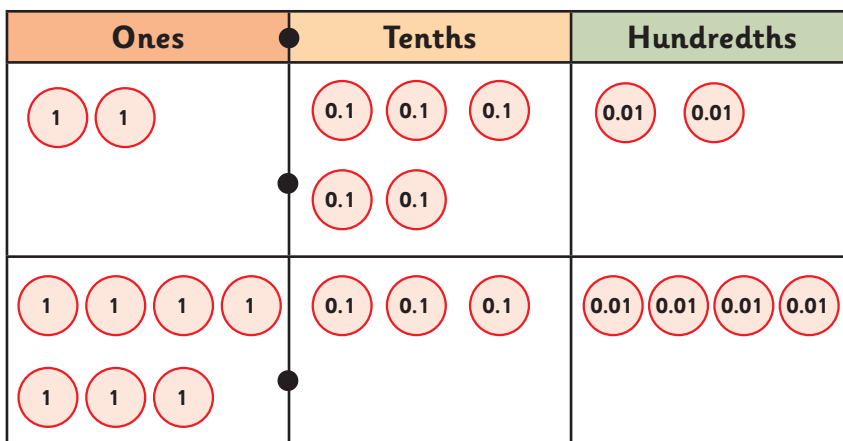 Ones Tenths Hundredths
1 1 0.1 0.1 0.1 0.01 0.01
0.1 0.1
1 1 1 1 0.1 0.1 0.1 0.01 0.01 0.01 0.01
1 1 1